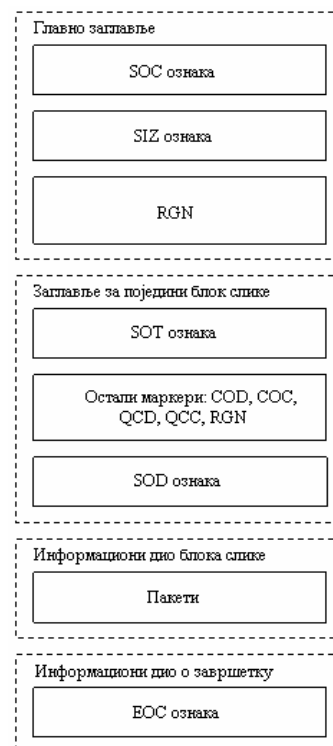 Главно заглавље
SOC ознака
SIZ ознака
RGN
Заглавље за поједини блок слике
SOT ознака
Остали маркери: COD, COC,
QCD, QCC, RGN
SOD ознака
Информациони дио блока слике
Пакети
Информациони дио о завршетку
EOC ознака